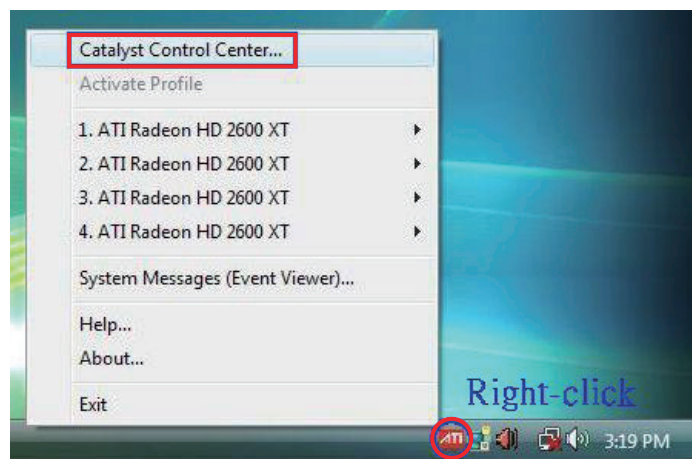 Catalyst Control Center...
Activate Profile
1. ATI Radeon HD 2600 XT
2. ATI Radeon HD 2600 XT
3. ATI Radeon HD 2600 XT
4. ATI Radeon HD 2600 XT
System Messages (Event Viewer)...
Help...
About...
Exit
Right-click
ATI
3:19 PM